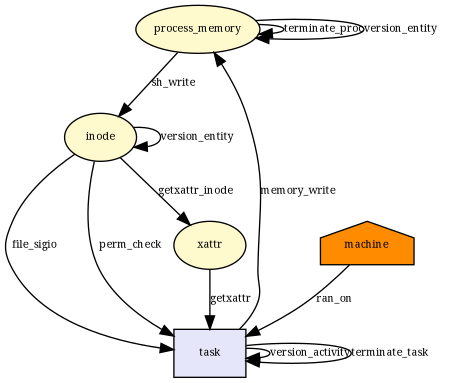 process_memory
terminate_proc
version_entity
sh_write
inode
version_entity
getxattr_inode
memory_write
file_sigio
perm_check
xattr
machine
getxattr
ran_on
task
version_activity
terminate_task